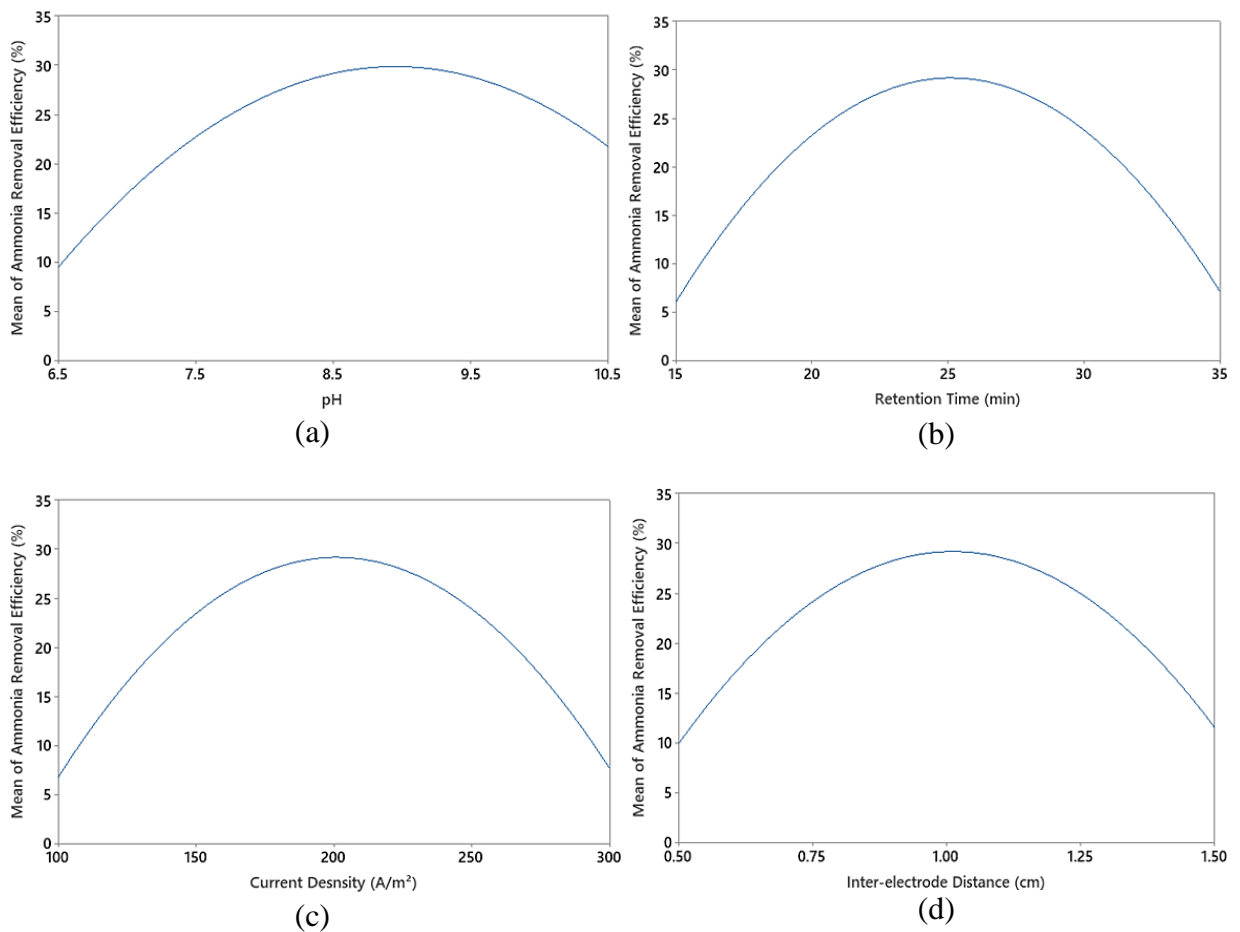 Mean of Ammonia Removal Efficiency (%)
35
30
25
20
15
10
5
0
6.5 7.5 8.5 9.5 10.5
pH
(a)
Mean of Ammonia Removal Efficiency (%)
35
30
25
20
15
10
5
0
15 20 25 30 35
Retention Time (min)
(b)
Mean of Ammonia Removal Efficiency (%)
35
30
25
20
15
10
5
0
100 150 200 250 300
Current Desnsity (A/m²)
(c)
Mean of Ammonia Removal Efficiency (%)
35
30
25
20
15
10
5
0
0.50 0.75 1.00 1.25 1.50
Inter-electrode Distance (cm)
(d)